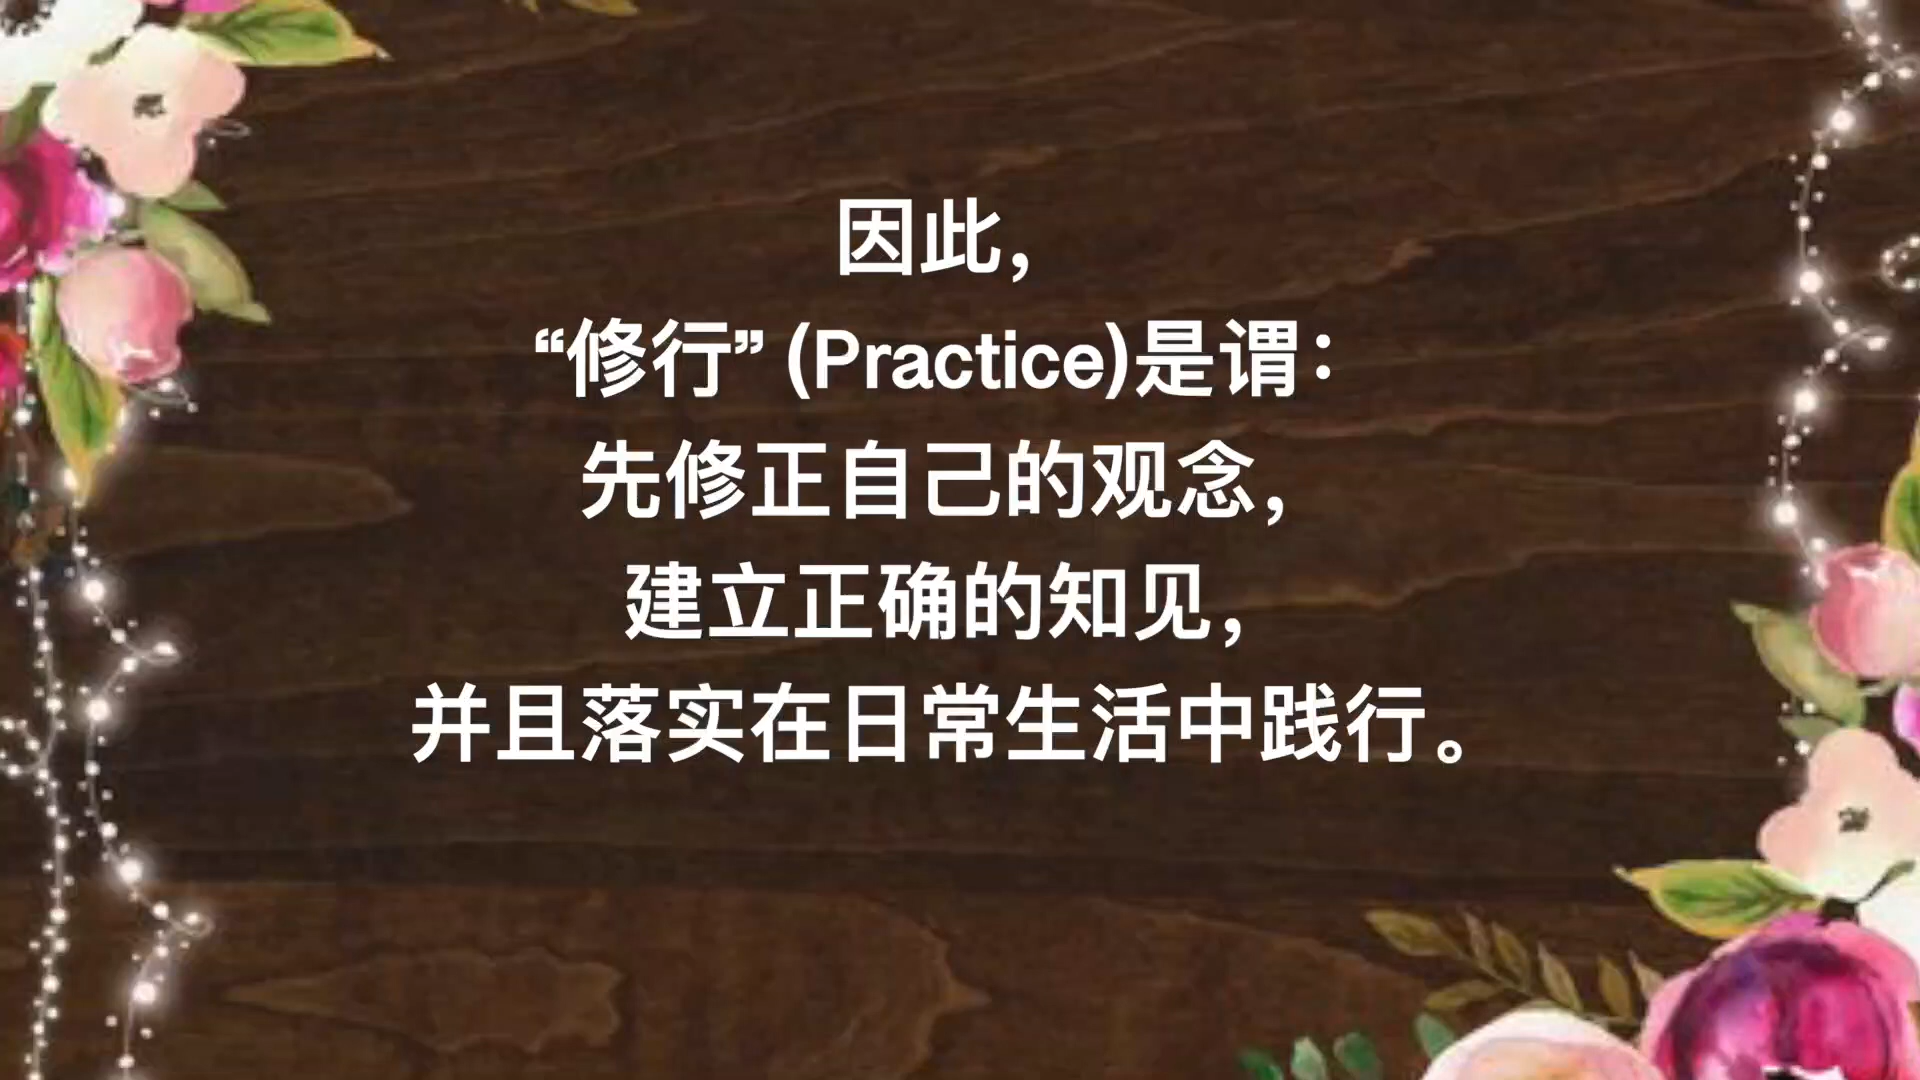 因此，
“修行” (Practice)是谓：
先修正自己的观念，
建立正确的知见，
并且落实在日常生活中践行。